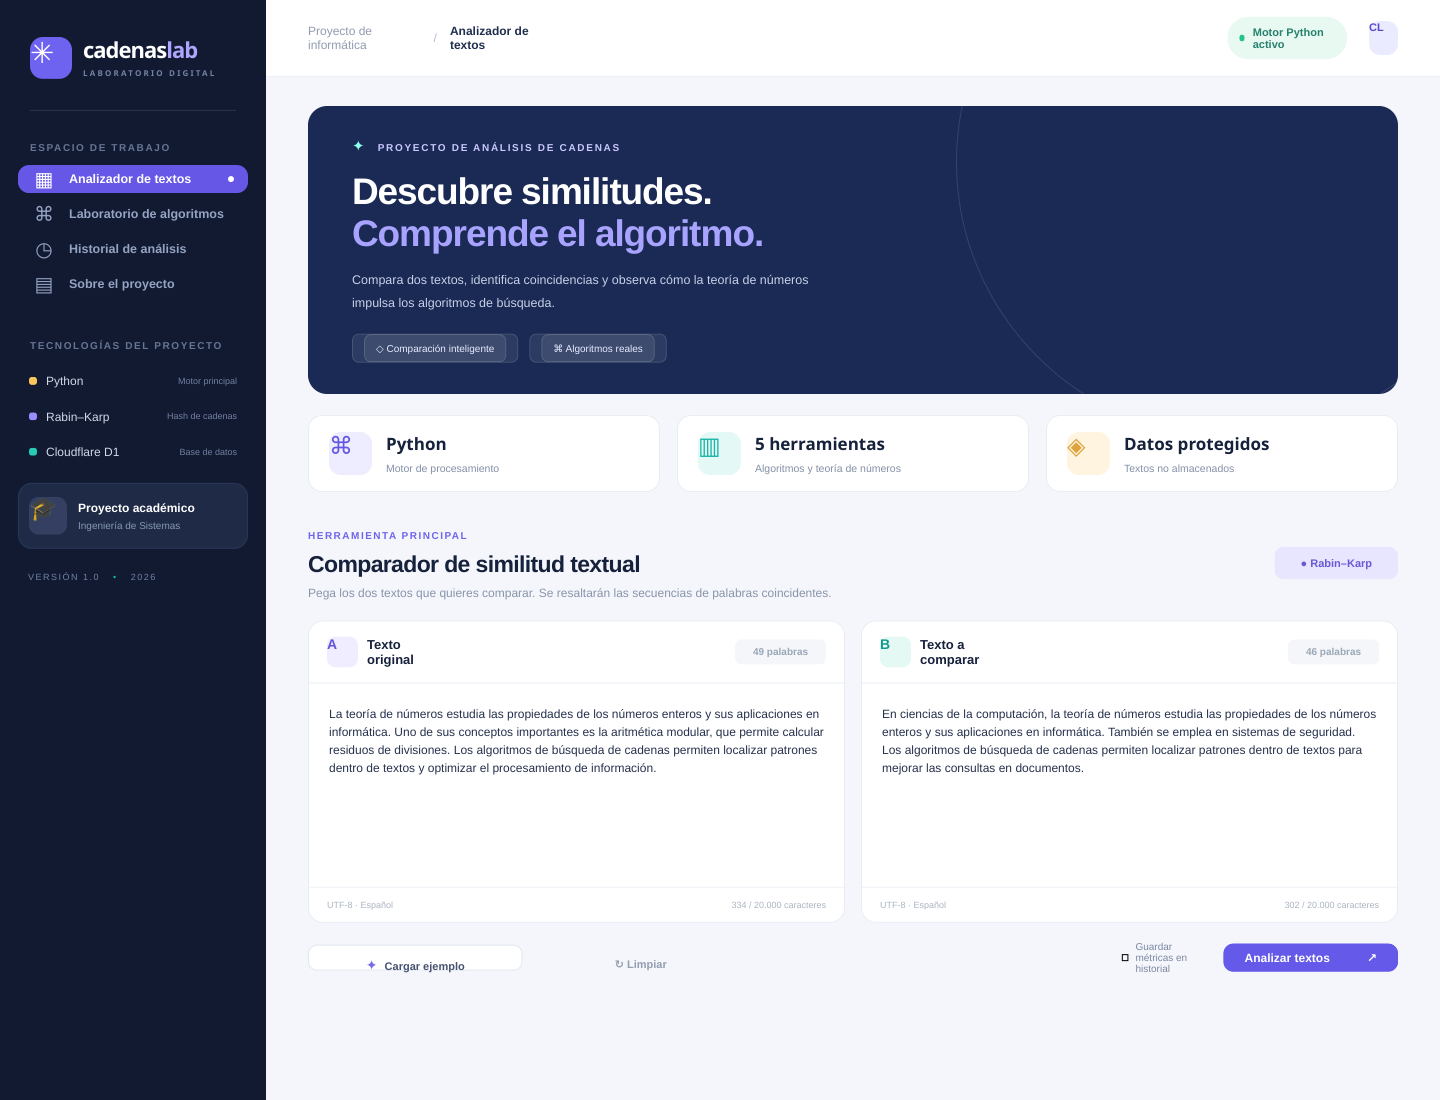 cadenaslab
LABORATORIO DIGITAL
ESPACIO DE TRABAJO
Analizador de textos
Laboratorio de algoritmos
Historial de análisis
Sobre el proyecto
TECNOLOGÍAS DEL PROYECTO
Python Motor principal
Rabin–Karp Hash de cadenas
Cloudflare D1 Base de datos
Proyecto académico
Ingeniería de Sistemas
VERSIÓN 1.0 • 2026
Proyecto de
informática
/
Analizador de
textos
Motor Python
activo
CL
PROYECTO DE ANÁLISIS DE CADENAS
Descubre similitudes.
Comprende el algoritmo.
Compara dos textos, identifica coincidencias y observa cómo la teoría de números
impulsa los algoritmos de búsqueda.
◇ Comparación inteligente
⌘ Algoritmos reales
Python
Motor de procesamiento
5 herramientas
Algoritmos y teoría de números
Datos protegidos
Textos no almacenados
HERRAMIENTA PRINCIPAL
Comparador de similitud textual
Pega los dos textos que quieres comparar. Se resaltarán las secuencias de palabras coincidentes.
● Rabin–Karp
A
Texto
original
49 palabras
La teoría de números estudia las propiedades de los números enteros y sus aplicaciones en
informática. Uno de sus conceptos importantes es la aritmética modular, que permite calcular
residuos de divisiones. Los algoritmos de búsqueda de cadenas permiten localizar patrones
dentro de textos y optimizar el procesamiento de información.
UTF-8 · Español 334 / 20.000 caracteres
B
Texto a
comparar
46 palabras
En ciencias de la computación, la teoría de números estudia las propiedades de los números
enteros y sus aplicaciones en informática. También se emplea en sistemas de seguridad.
Los algoritmos de búsqueda de cadenas permiten localizar patrones dentro de textos para
mejorar las consultas en documentos.
UTF-8 · Español 302 / 20.000 caracteres
✦ Cargar ejemplo
↻ Limpiar
Guardar
métricas en
historial
Analizar textos ↗